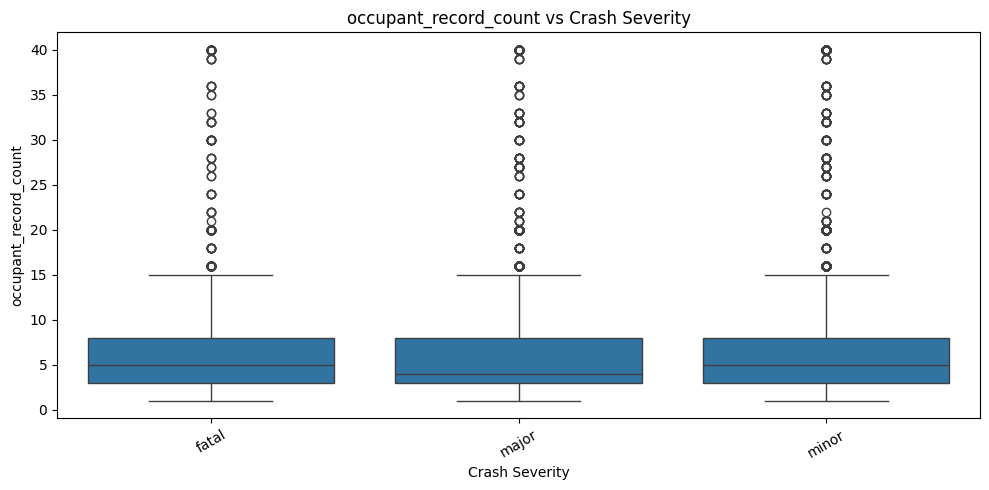 occupant_record_count vs Crash Severity
occupant_record_count
40
35
30
25
20
15
10
5
0
fatal
major
minor
Crash Severity